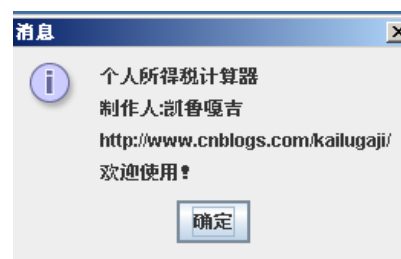 消息
个人所得税计算器
制作人:凯鲁嘎吉
http://www.cnblogs.com/kailugaji/
欢迎使用!
确定